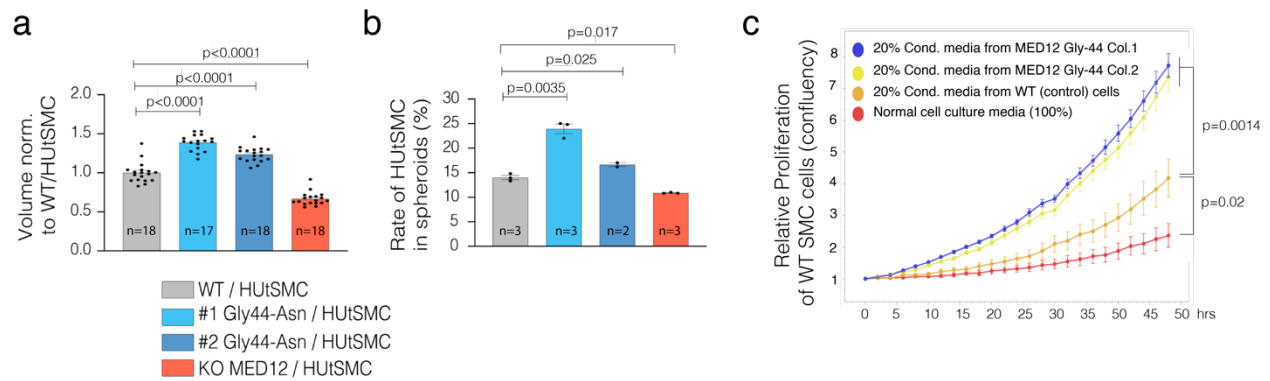 a
p<0.0001
p<0.0001
p<0.0001
Volume norm.
to WT/HUtSMC
2.0
1.5
1.0
0.5
0.0
n=18
n=17
n=18
n=18
b
p=0.017
p=0.025
p=0.0035
Rate of HUtSMC
in spheroids (%)
30
25
20
15
10
5
0
n=3
n=3
n=2
n=3
WT / HUtSMC
#1 Gly44-Asn / HUtSMC
#2 Gly44-Asn / HUtSMC
KO MED12 / HUtSMC
c
Relative Proliferation
of WT SMC cells (confluency)
8
7
6
5
4
3
2
1
20% Cond. media from MED12 Gly-44 Col.1
20% Cond. media from MED12 Gly-44 Col.2
20% Cond. media from WT (control) cells
Normal cell culture media (100%)
p=0.0014
p=0.02
0 5 10 15 20 25 30 35 40 45 50 hrs